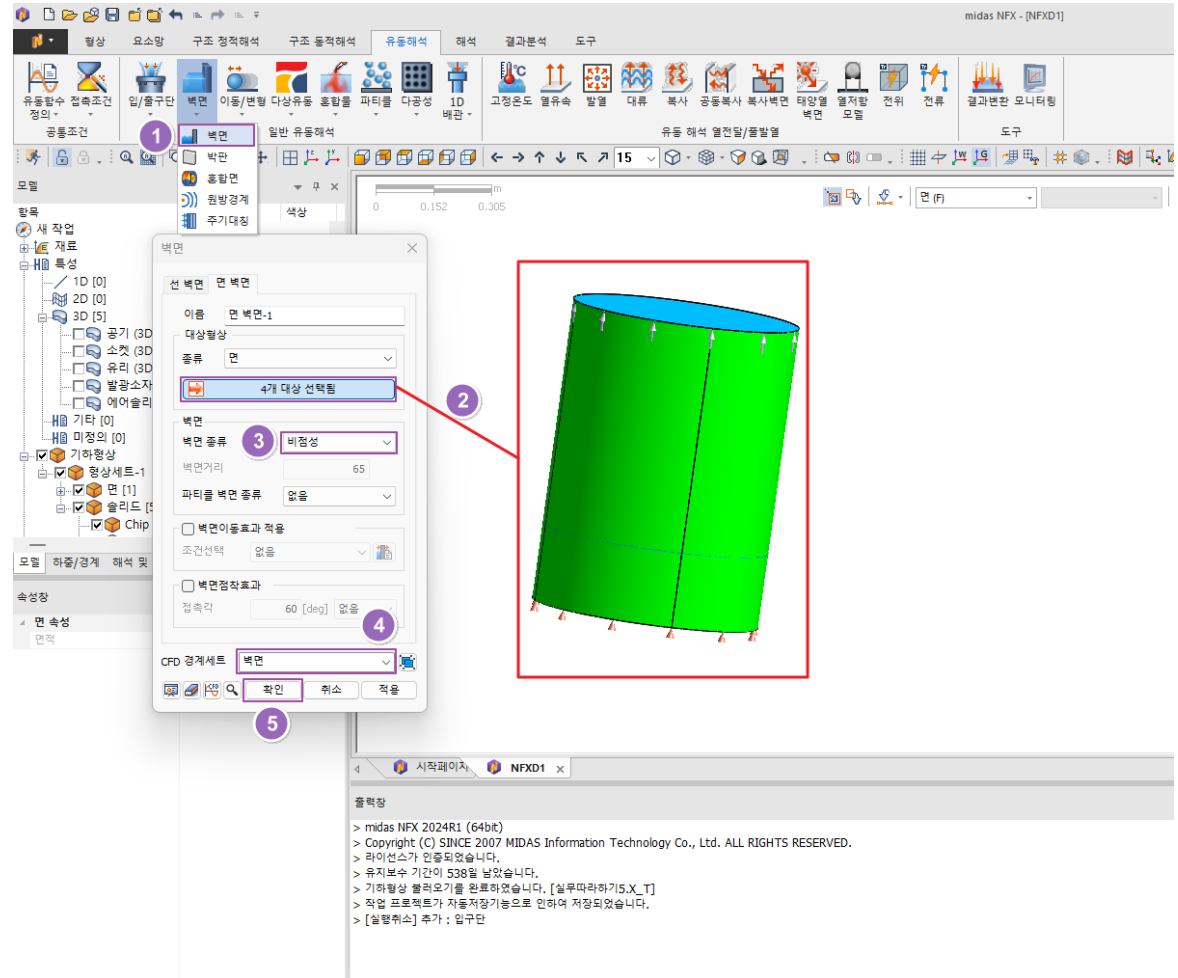 midas NFX - [NFXD1]
형상 요소망 구조 정적해석 구조 동적해석 유동해석 해석 결과분석 도구
유동함수 정의 접촉조건 입/출구단 벽면 이동/변형 다상유동 혼합물 파티클 다공성 1D 배관 고정온도 열유속 발열 대류 복사 공동복사 복사벽면 태양열 벽면 열저항 모델 전위 전류 결과변환 모니터링
공통조건 일반 유동해석 유동 해석 열전달/줄발열 도구
1
벽면
박판
혼합면
원방경계
주기대칭
15
모델
항목 색상
새 작업
재료
특성
1D [0]
2D [0]
3D [5]
공기 (3D
소켓 (3D
유리 (3D
발광소자
에어솔리
기타 [0]
미정의 [0]
기하형상
형상세트-1
면 [1]
솔리드 [5
Chip
모델 하중/경계 해석 및
속성창
면 속성
면적
벽면
선 벽면 면 벽면
이름 면 벽면-1
대상형상
종류 면
4개 대상 선택됨
2
벽면
벽면 종류 3 비점성
벽면거리 65
파티클 벽면 종류 없음
벽면이동효과 적용
조건선택 없음
벽면점착효과
접촉각 60 [deg] 없음
4
CFD 경계세트 벽면
확인 취소 적용
5
m
0 0.152 0.305
면 (F)
시작페이지 NFXD1
출력창
> midas NFX 2024R1 (64bit)
> Copyright (C) SINCE 2007 MIDAS Information Technology Co., Ltd. ALL RIGHTS RESERVED.
> 라이선스가 인증되었습니다.
> 유지보수 기간이 538일 남았습니다.
> 기하형상 불러오기를 완료하였습니다. [실무따라하기5.X_T]
> 작업 프로젝트가 자동저장기능으로 인하여 저장되었습니다.
> [실행취소] 추가 : 입구단